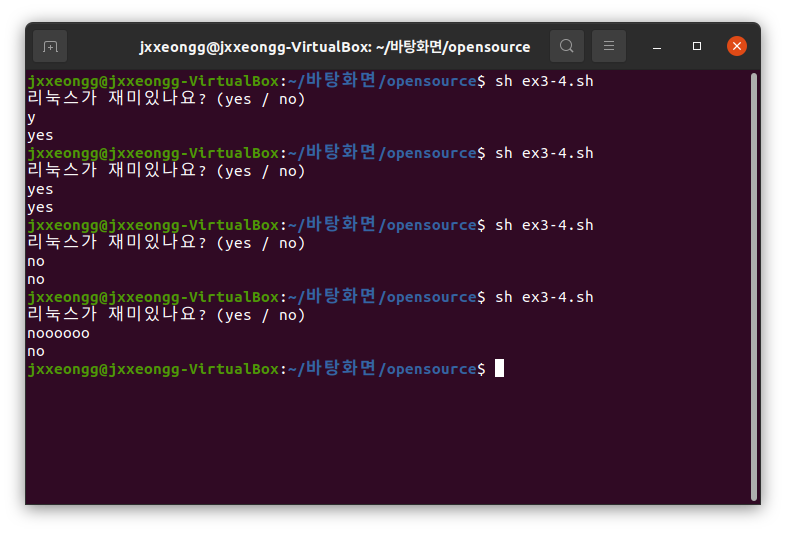 jxxeongg@jxxeongg-VirtualBox: ~/바탕화면/opensource
jxxeongg@jxxeongg-VirtualBox:~/바탕화면/opensource$ sh ex3-4.sh
리눅스가 재미있나요? (yes / no)
y
yes
jxxeongg@jxxeongg-VirtualBox:~/바탕화면/opensource$ sh ex3-4.sh
리눅스가 재미있나요? (yes / no)
yes
yes
jxxeongg@jxxeongg-VirtualBox:~/바탕화면/opensource$ sh ex3-4.sh
리눅스가 재미있나요? (yes / no)
no
no
jxxeongg@jxxeongg-VirtualBox:~/바탕화면/opensource$ sh ex3-4.sh
리눅스가 재미있나요? (yes / no)
noooooo
no
jxxeongg@jxxeongg-VirtualBox:~/바탕화면/opensource$